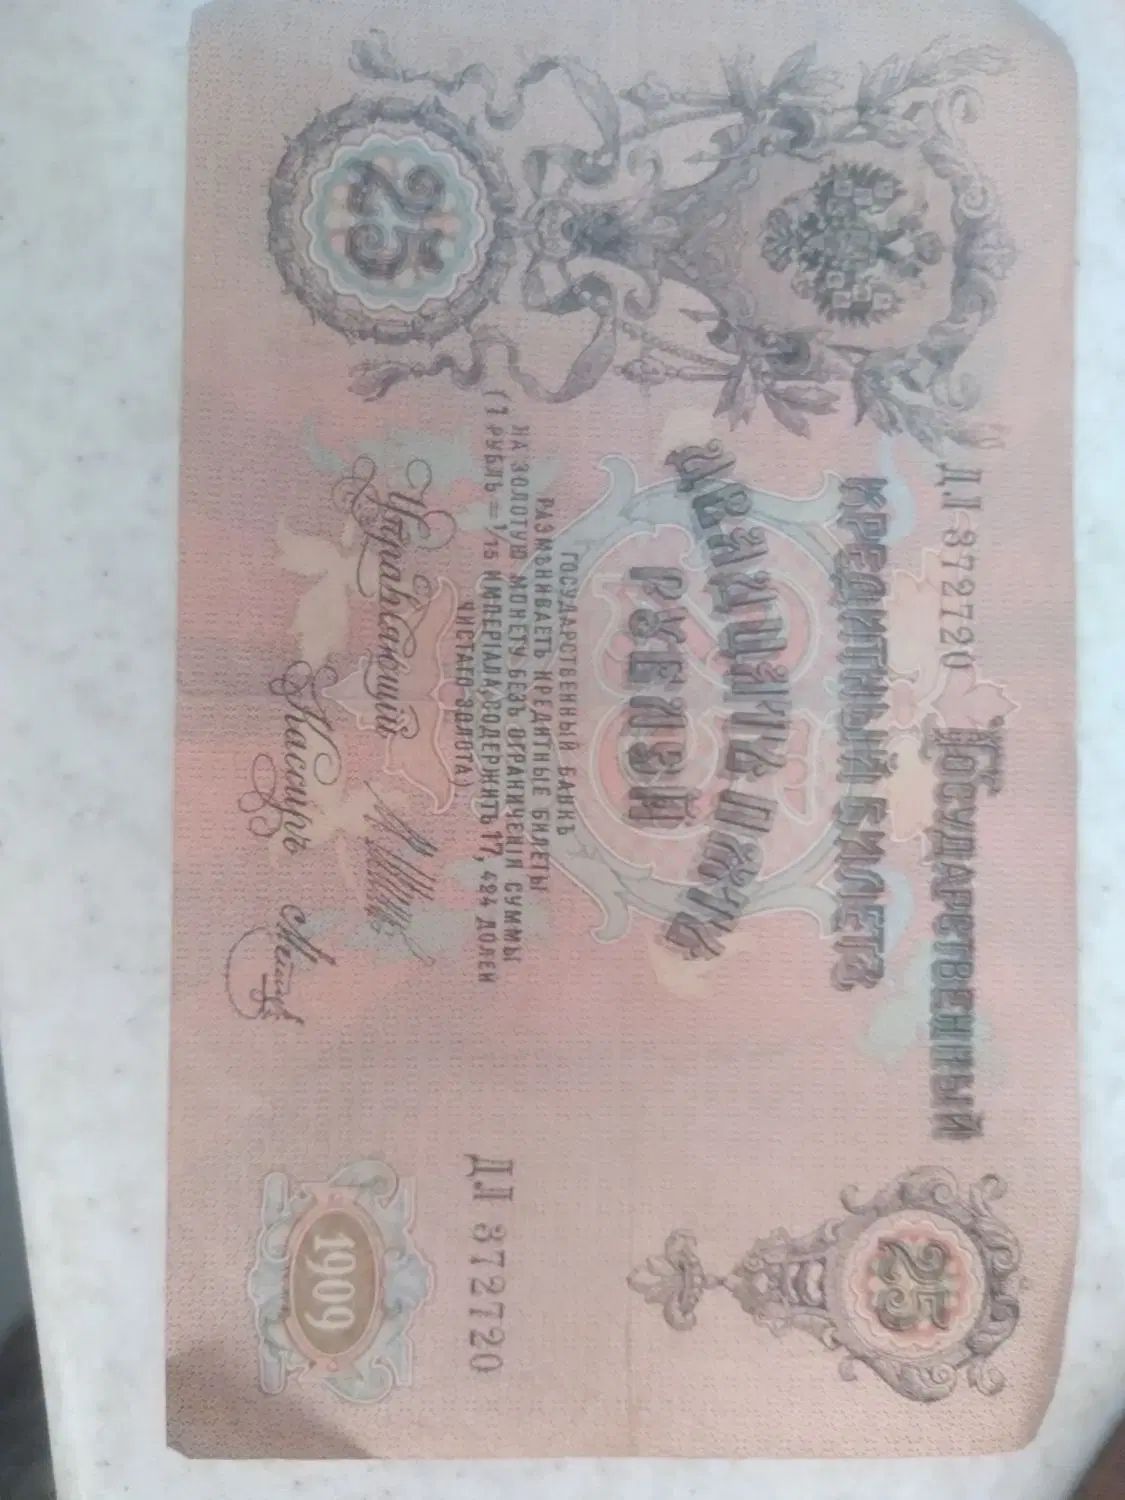 ДЛ 372720
Государственный
25
КРЕДИТНЫЙ БИЛЕТЪ
ДВАДЦАТЬ ПЯТЬ
РУБЛЕЙ
ГОСУДАРСТВЕННЫЙ БАНКЪ
РАЗМѢНИВАЕТЪ КРЕДИТНЫЕ БИЛЕТЫ
НА ЗОЛОТУЮ МОНЕТУ БЕЗЪ ОГРАНИЧЕНІЯ СУММЫ
(1 РУБЛЬ = 1/15 ИМПЕРІАЛА, СОДЕРЖИТЪ 17,424 ДОЛЕЙ
ЧИСТАГО ЗОЛОТА)
25
ДЛ 372720
Управляющій
Кассиръ
1909